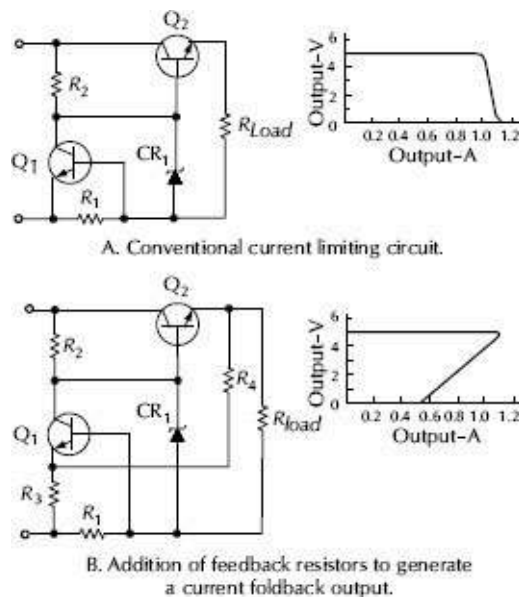 Q2
R2
RLoad
Q1
CR1
R1
Output–V
6
4
2
0
0.2 0.4 0.6 0.8 1.0 1.2
Output–A
A. Conventional current limiting circuit.
Q2
R2
R4
CR1
Rload
Q1
R3
R1
Output–V
6
4
2
0
0.2 0.4 0.6 0.8 1.0 1.2
Output–A
B. Addition of feedback resistors to generate
a current foldback output.